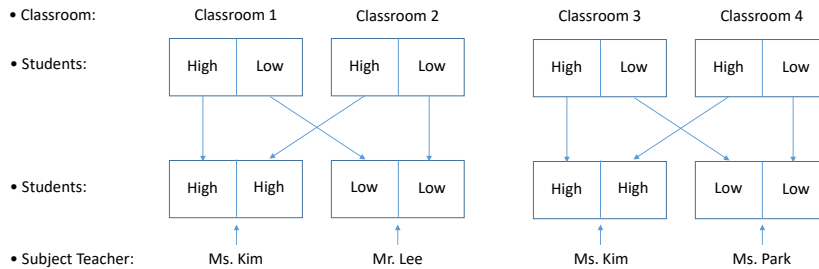 • Classroom: Classroom 1 Classroom 2 Classroom 3 Classroom 4
• Students: High Low High Low High Low High Low
• Students: High High Low Low High High Low Low
• Subject Teacher: Ms. Kim Mr. Lee Ms. Kim Ms. Park